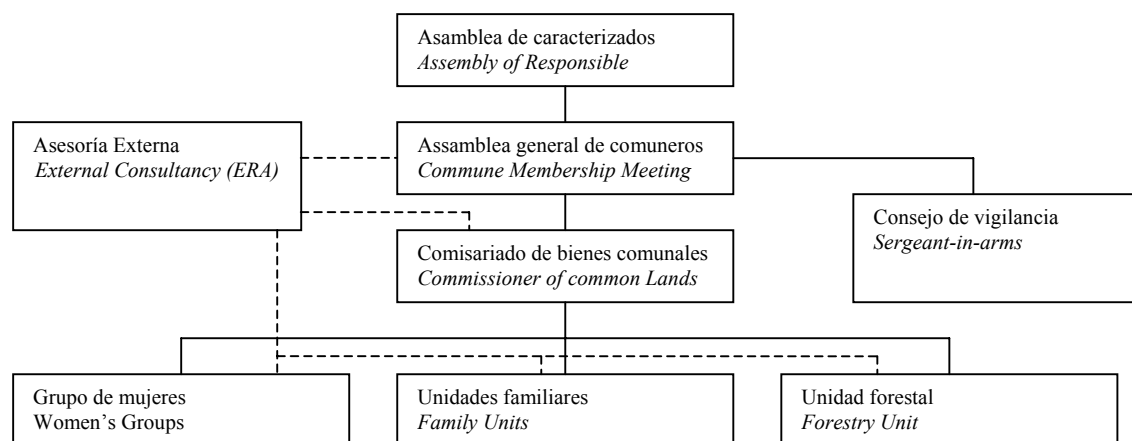 Asamblea de caracterizados
Assembly of Responsible
Asesoría Externa
External Consultancy (ERA)
Assamblea general de comuneros
Commune Membership Meeting
Consejo de vigilancia
Sergeant-in-arms
Comisariado de bienes comunales
Commissioner of common Lands
Grupo de mujeres
Women’s Groups
Unidades familiares
Family Units
Unidad forestal
Forestry Unit